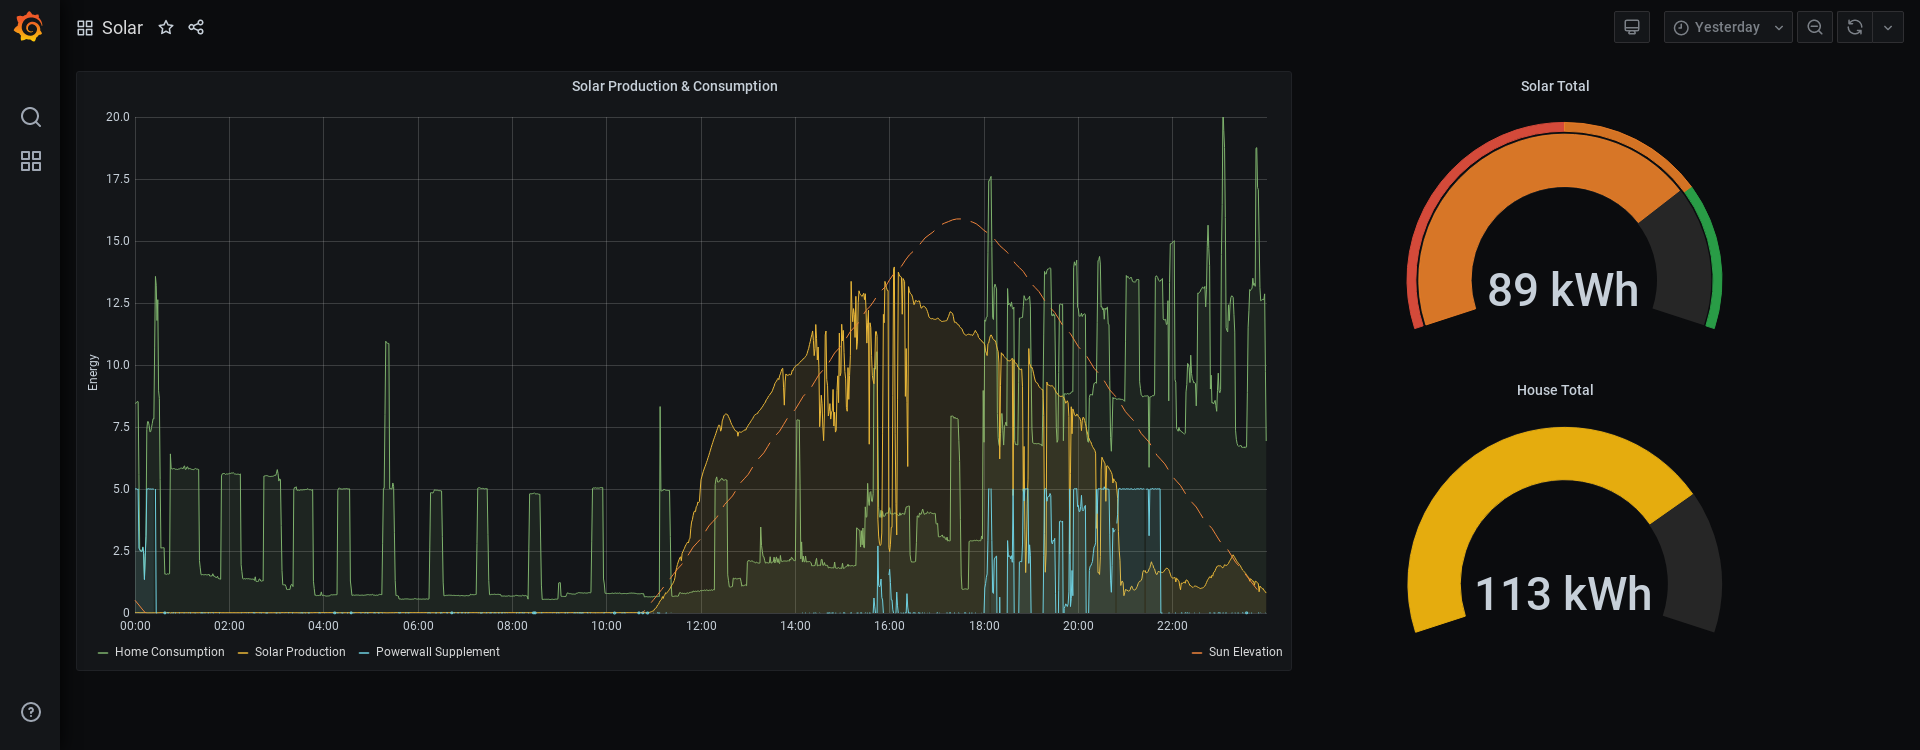 Solar
Yesterday
Solar Production & Consumption
20.0
17.5
15.0
12.5
10.0
7.5
5.0
2.5
0
Energy
00:00 02:00 04:00 06:00 08:00 10:00 12:00 14:00 16:00 18:00 20:00 22:00
Home Consumption Solar Production Powerwall Supplement Sun Elevation
Solar Total
89 kWh
House Total
113 kWh